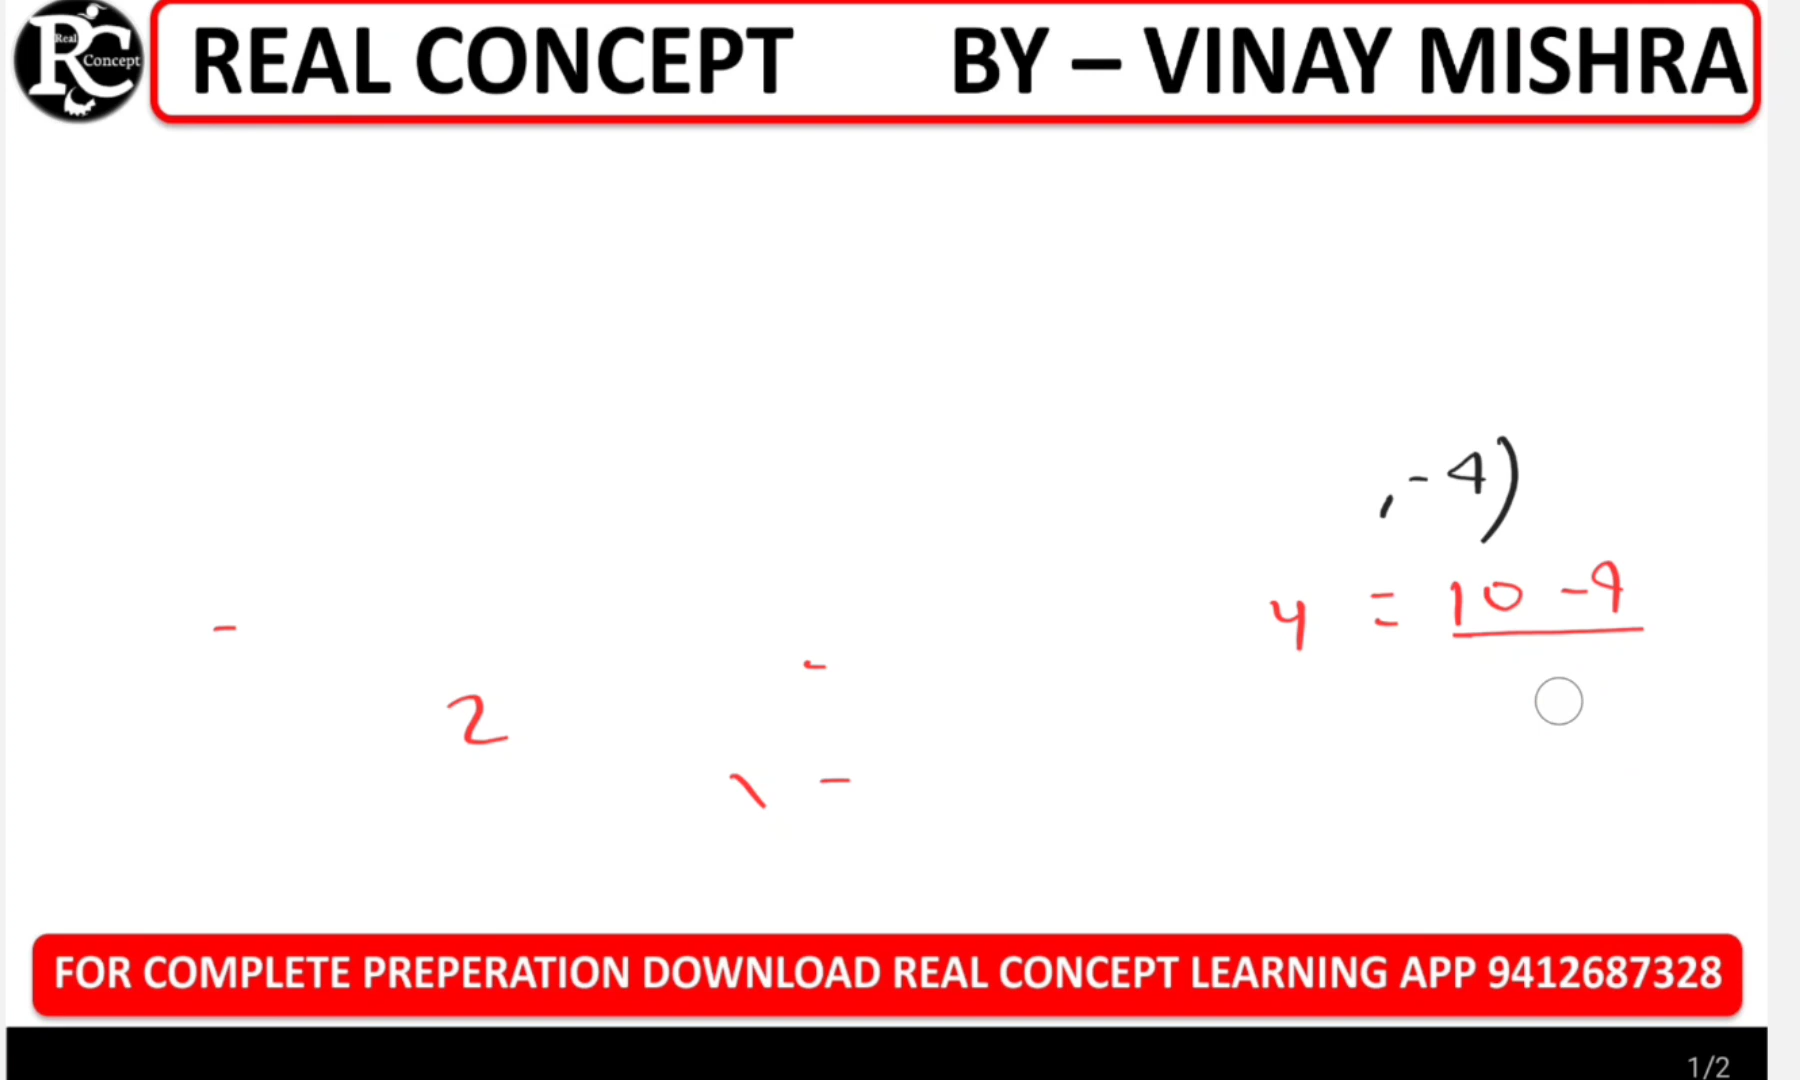 Real
Concept
REAL CONCEPT BY – VINAY MISHRA
, - 4)
y = 10 - 9
-
-
2
-
FOR COMPLETE PREPERATION DOWNLOAD REAL CONCEPT LEARNING APP 9412687328
1/2